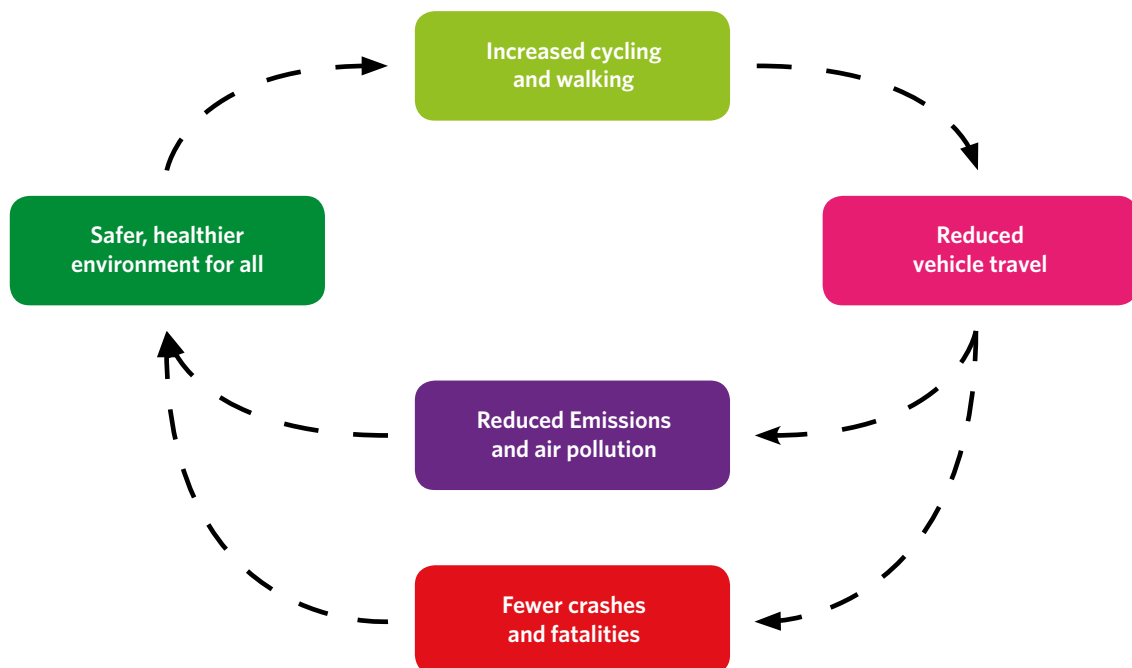 Increased cycling
and walking
Safer, healthier
environment for all
Reduced
vehicle travel
Reduced Emissions
and air pollution
Fewer crashes
and fatalities